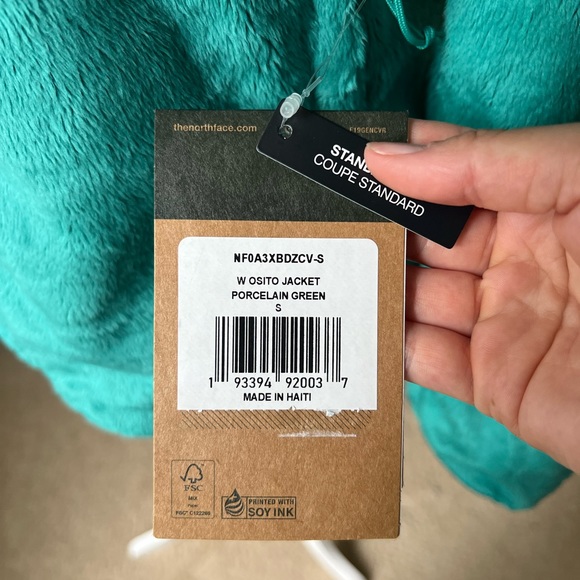 thenorthface.com
F19GENCV6
COUPE STANDARD
NF0A3XBDZCV-S
W OSITO JACKET
PORCELAIN GREEN
S
1 93394 92003 7
MADE IN HAITI
FSC
MIX
PRINTED WITH
SOY INK